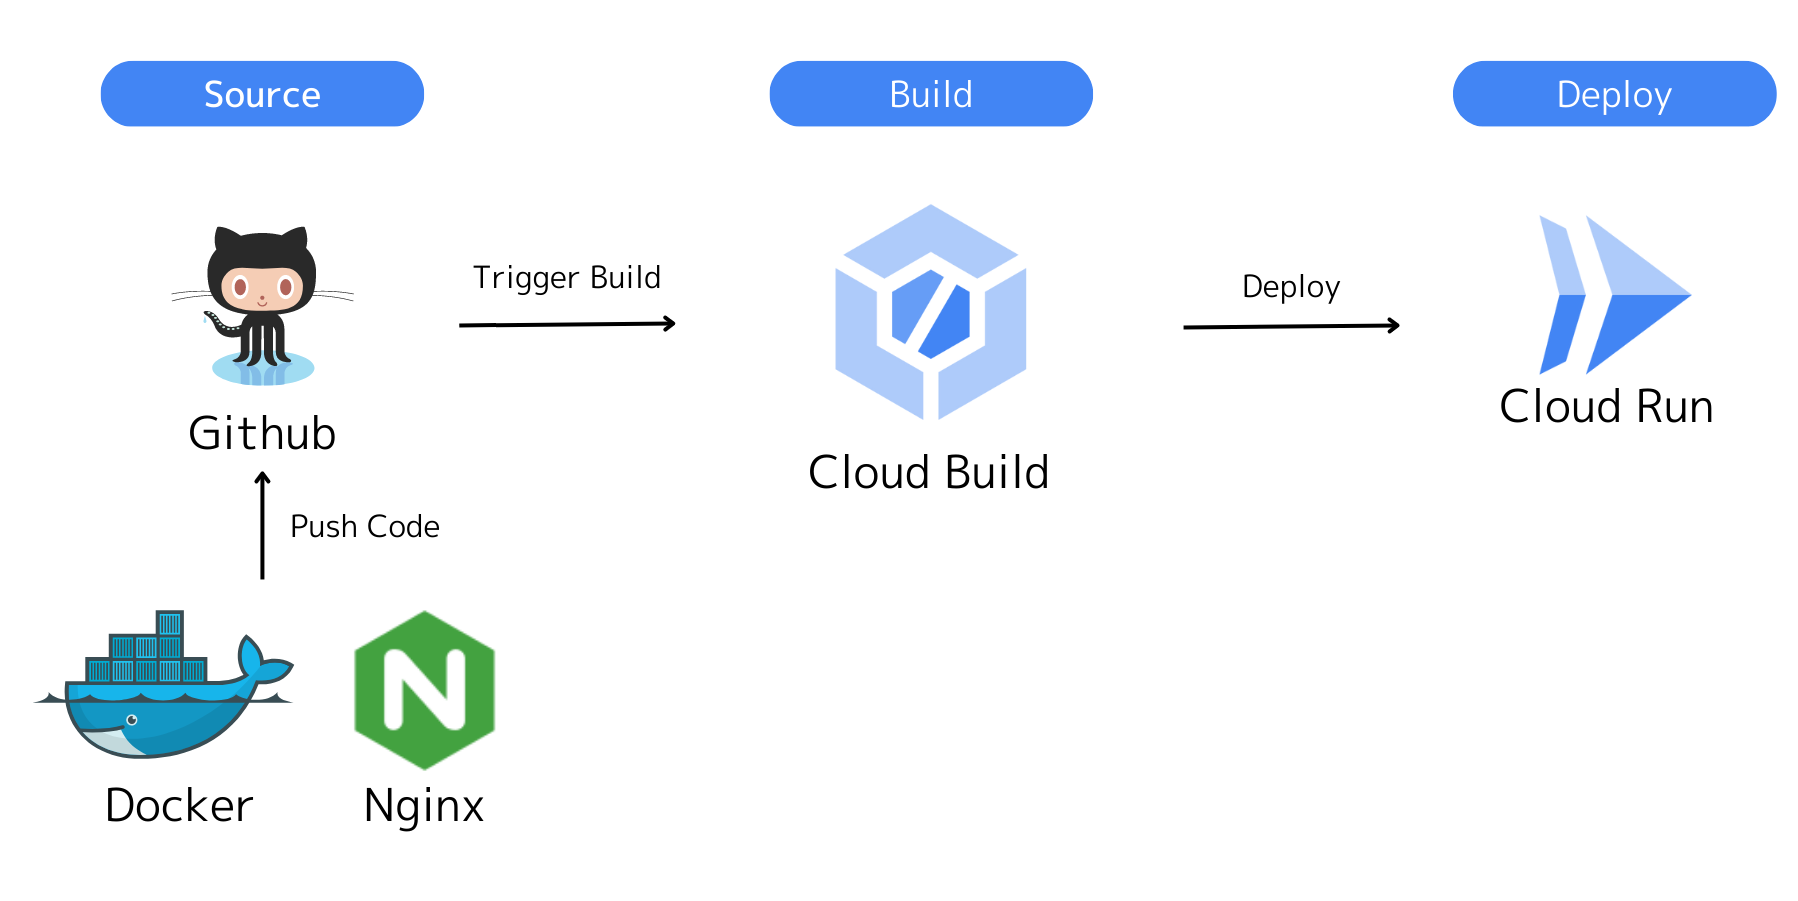 Source
Build
Deploy
Trigger Build
Deploy
Github
Cloud Build
Cloud Run
Push Code
Docker
Nginx